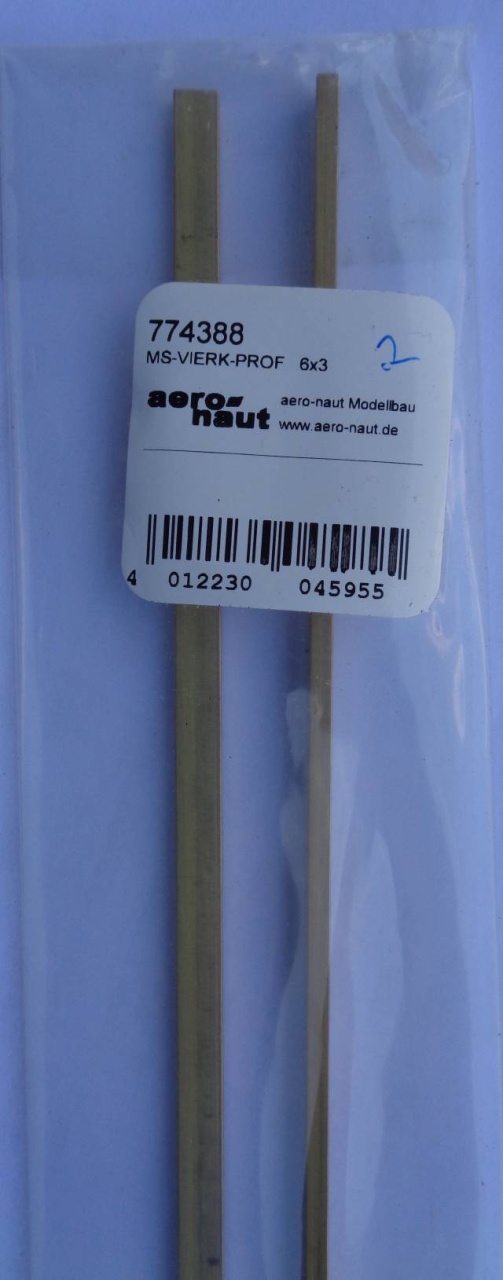 774388
MS-VIERK-PROF 6x3
2
aero-naut
aero-naut Modellbau
www.aero-naut.de
4 012230 045955